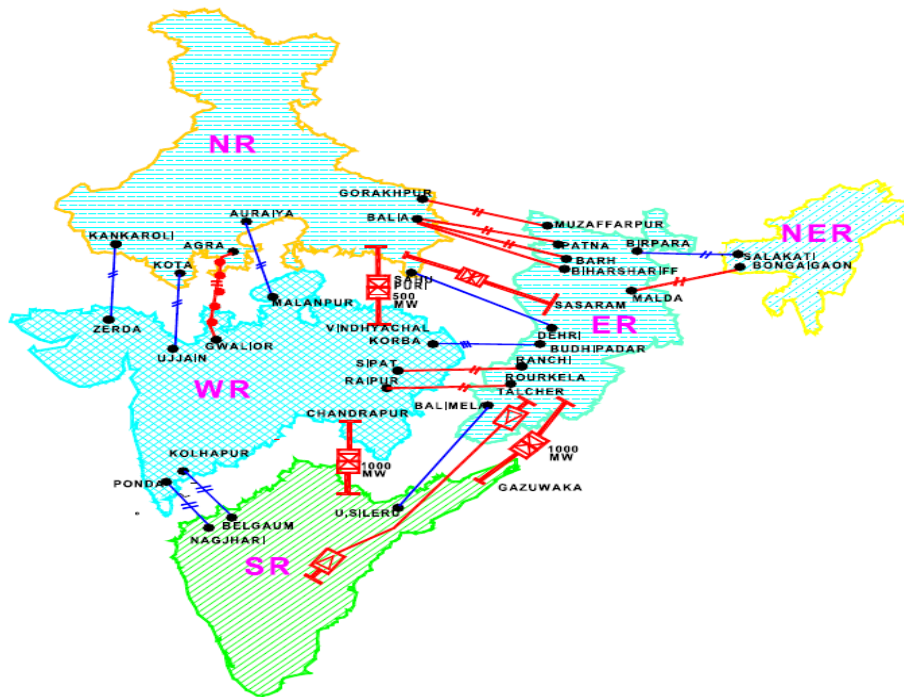 NR
GORAKHPUR
AURAIYA
BALIA
MUZAFFARPUR
KANKAROLI
AGRA
PATNA
BIRPARA
NER
SALAKATI
BARH
BONGAIGAON
KOTA
BIHARSHARIFF
SAHU
PURI
500
MW
MALANPUR
SASARAM
MALDA
ER
ZERDA
VINDHYACHAL
DEHRI
GWALIOR
KORBA
BUDHIPADAR
UJJAIN
SIPAT
RANCHI
WR
RAIPUR
ROURKELA
TALCHER
CHANDRAPUR
BALIMELA
KOLHAPUR
1000
MW
1000
MW
PONDA
GAZUWAKA
U.SILERU
BELGAUM
NAGJHARI
SR